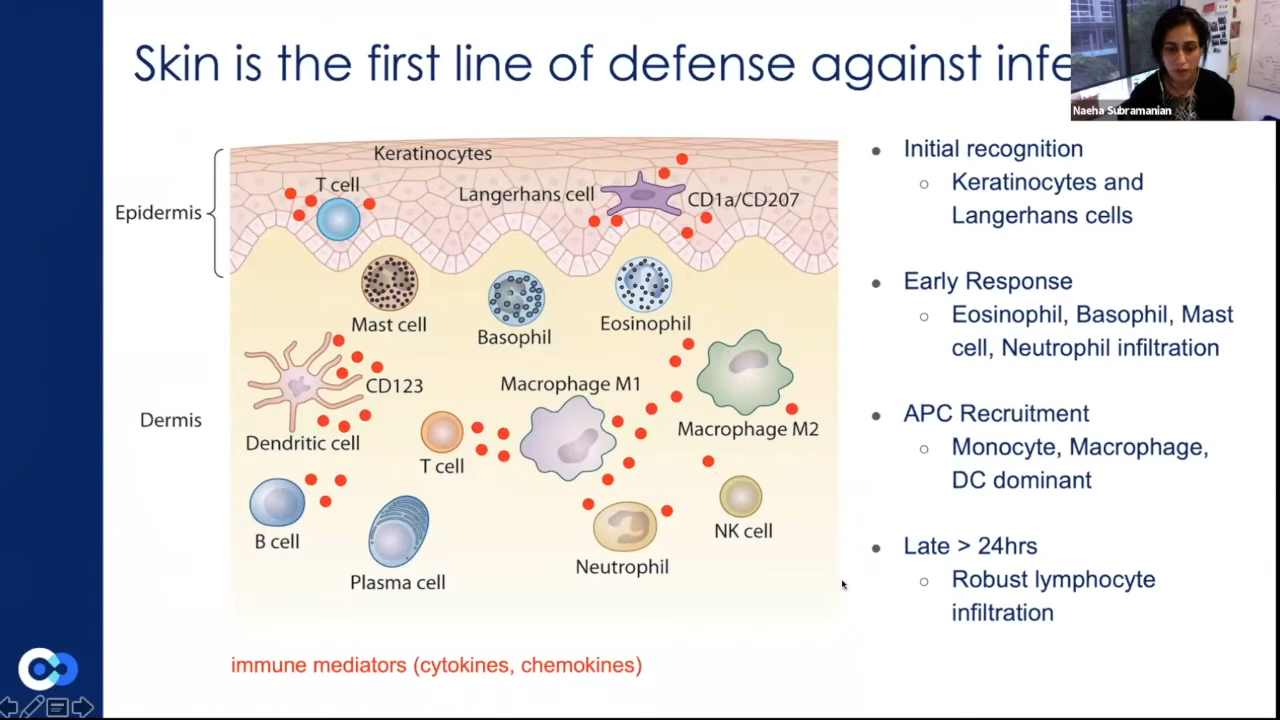 Skin is the first line of defense against infe
Naeha Subramanian
Epidermis
Keratinocytes
T cell
Langerhans cell
CD1a/CD207
Mast cell
Basophil
Eosinophil
Dermis
CD123
Dendritic cell
T cell
Macrophage M1
Macrophage M2
B cell
Plasma cell
Neutrophil
NK cell
immune mediators (cytokines, chemokines)
• Initial recognition
○ Keratinocytes and
Langerhans cells
• Early Response
○ Eosinophil, Basophil, Mast
cell, Neutrophil infiltration
• APC Recruitment
○ Monocyte, Macrophage,
DC dominant
• Late > 24hrs
○ Robust lymphocyte
infiltration